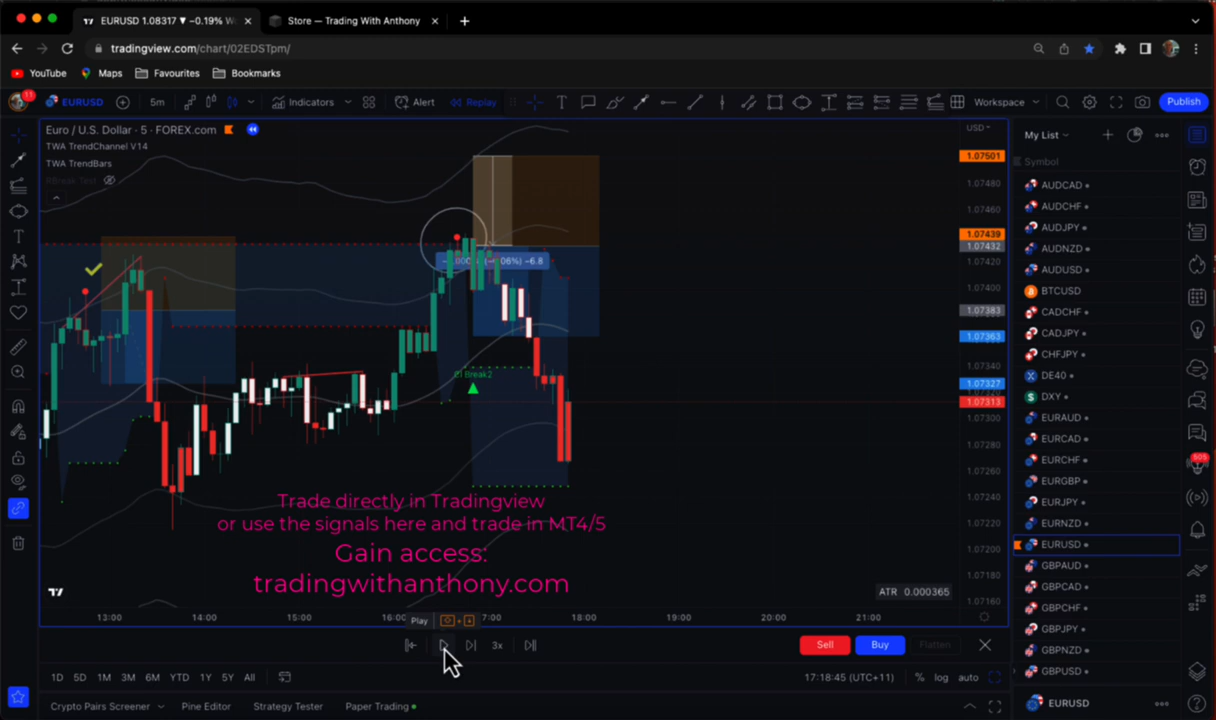 EURUSD 1.08317 ▼ −0.19%
Store — Trading With Anthony
tradingview.com/chart/02EDSTpm/
YouTube
Maps
Favourites
Bookmarks
11
EURUSD
5m
Indicators
Alert
Replay
Workspace
Publish
Euro / U.S. Dollar · 5 · FOREX.com
TWA TrendChannel V14
TWA TrendBars
USD
1.07501
1.07480
1.07460
1.07439
1.07432
1.07420
1.07400
1.07383
1.07363
1.07340
1.07327
1.07313
1.07300
1.07280
1.07260
1.07240
1.07220
1.07200
1.07180
1.07160
06%) −6.8
Break2
Trade directly in Tradingview
or use the signals here and trade in MT4/5
Gain access:
tradingwithanthony.com
ATR 0.000365
13:00
14:00
15:00
16:00
17:00
18:00
19:00
20:00
21:00
Play
3x
Sell
Buy
Flatten
1D
5D
1M
3M
6M
YTD
1Y
5Y
All
17:18:45 (UTC+11)
%
log
auto
Crypto Pairs Screener
Pine Editor
Strategy Tester
Paper Trading
My List
Symbol
AUDCAD
AUDCHF
AUDJPY
AUDNZD
AUDUSD
BTCUSD
CADCHF
CADJPY
CHFJPY
DE40
DXY
EURAUD
EURCAD
EURCHF
EURGBP
EURJPY
EURNZD
EURUSD
GBPAUD
GBPCAD
GBPCHF
GBPJPY
GBPNZD
GBPUSD
EURUSD
505